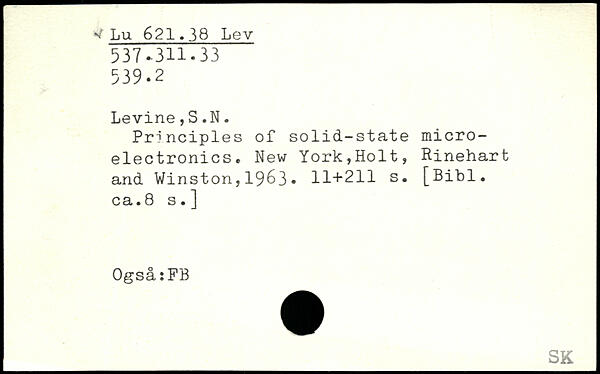 Lu 621.38 Lev
537.311.33
539.2
Levine,S.N.
Principles of solid-state micro-
electronics. New York,Holt, Rinehart
and Winston,1963. 11+211 s. [Bibl.
ca.8 s.]
Også:FB
SK